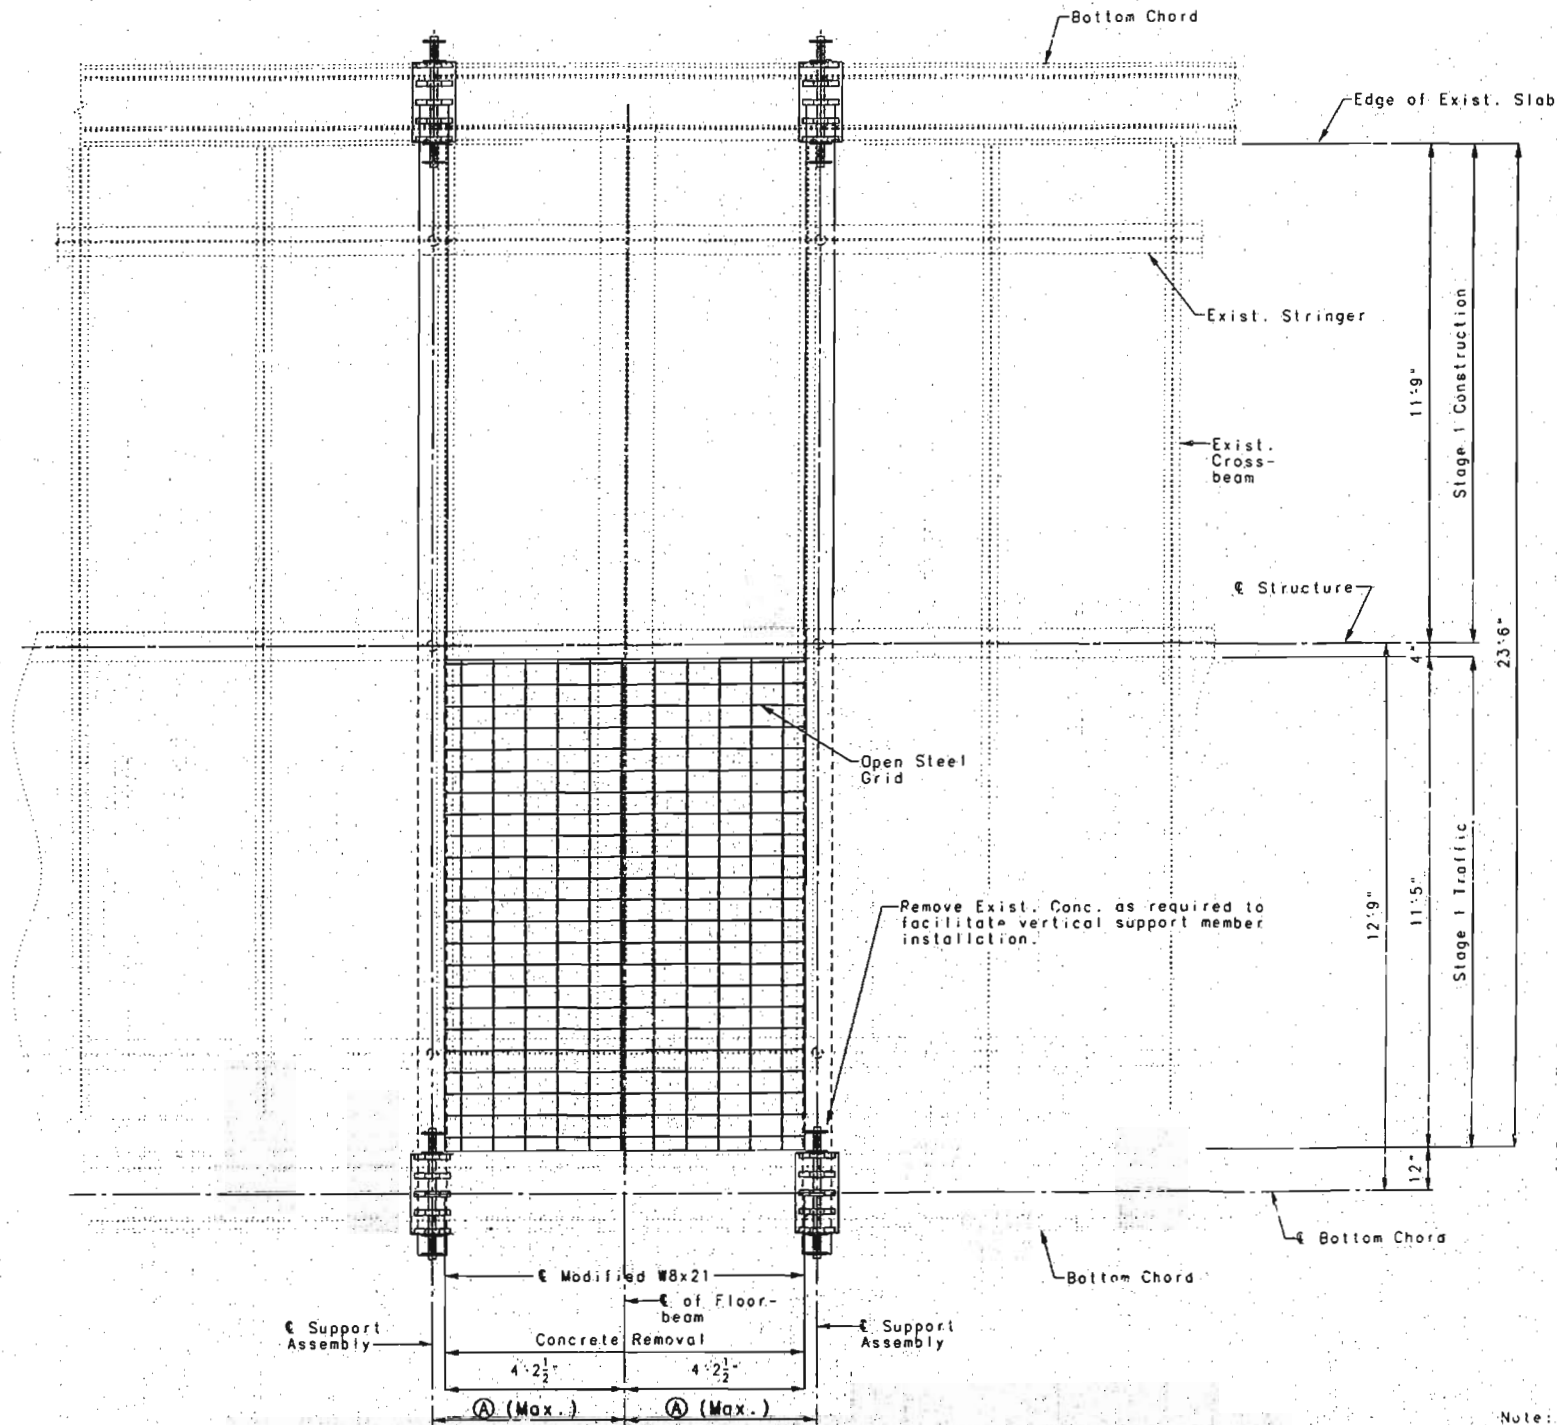 Bottom Chord
Edge of Exist. Slab
Exist. Stringer
11'-9"
Stage 1 Construction
Exist.
Cross-
beam
℄ Structure
4"
23'-6"
Open Steel
Grid
Remove Exist. Conc. as required to
facilitate vertical support member
installation.
12'-9"
11'-5"
Stage 1 Traffic
12"
℄ Bottom Chord
Bottom Chord
℄ Modified W8x21
℄ of Floor-
beam
℄ Support
Assembly
Concrete Removal
℄ Support
Assembly
4'-2½"
4'-2½"
Ⓐ (Max.)
Ⓐ (Max.)
Note: